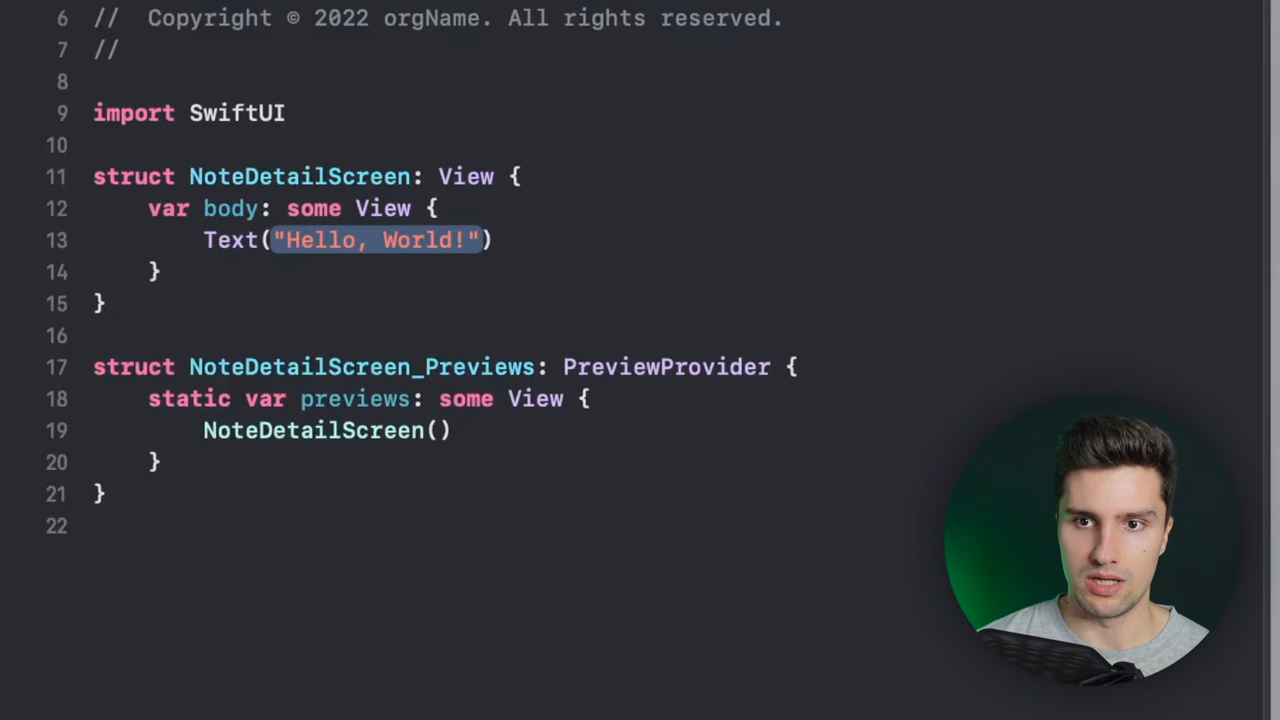 6 //  Copyright © 2022 orgName. All rights reserved.
7 //
8
9 import SwiftUI
10
11 struct NoteDetailScreen: View {
12     var body: some View {
13         Text("Hello, World!")
14     }
15 }
16
17 struct NoteDetailScreen_Previews: PreviewProvider {
18     static var previews: some View {
19         NoteDetailScreen()
20     }
21 }
22